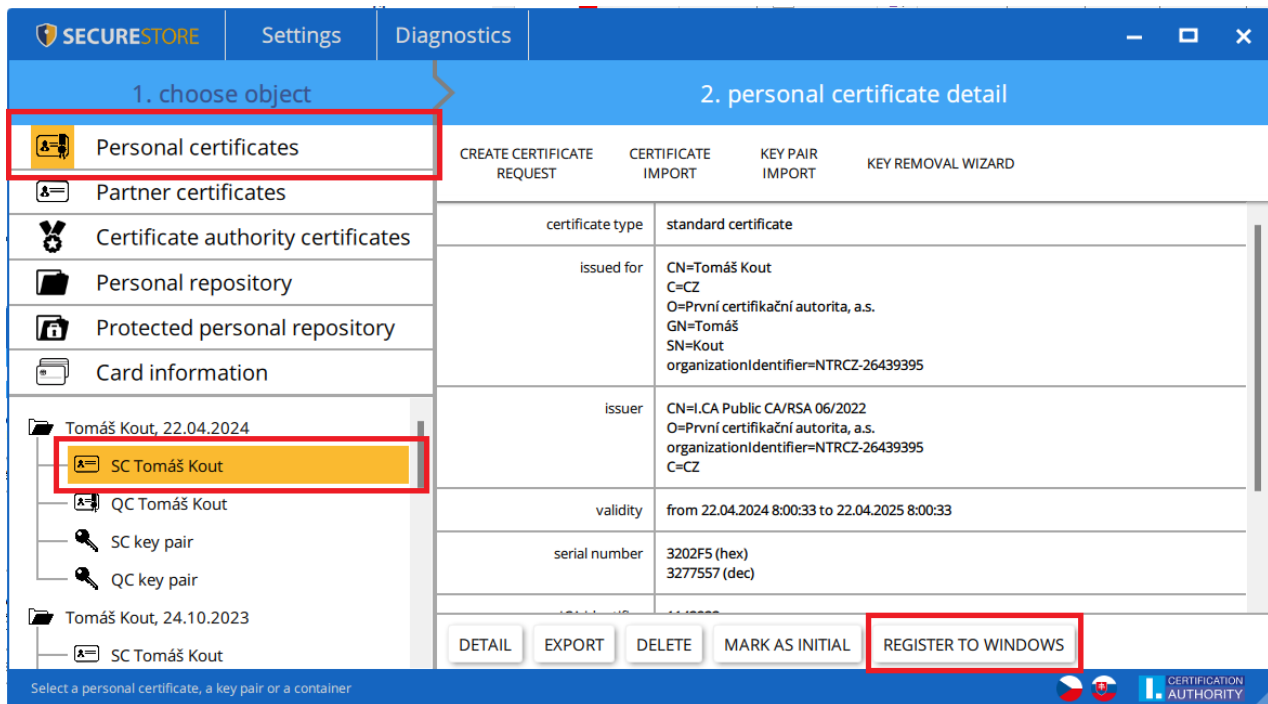 SECURESTORE
Settings
Diagnostics
1. choose object
2. personal certificate detail
Personal certificates
Partner certificates
Certificate authority certificates
Personal repository
Protected personal repository
Card information
CREATE CERTIFICATE
REQUEST
CERTIFICATE
IMPORT
KEY PAIR
IMPORT
KEY REMOVAL WIZARD
Tomáš Kout, 22.04.2024
SC Tomáš Kout
QC Tomáš Kout
SC key pair
QC key pair
Tomáš Kout, 24.10.2023
SC Tomáš Kout
certificate type
standard certificate
issued for
CN=Tomáš Kout
C=CZ
O=První certifikační autorita, a.s.
GN=Tomáš
SN=Kout
organizationIdentifier=NTRCZ-26439395
issuer
CN=I.CA Public CA/RSA 06/2022
O=První certifikační autorita, a.s.
organizationIdentifier=NTRCZ-26439395
C=CZ
validity
from 22.04.2024 8:00:33 to 22.04.2025 8:00:33
serial number
3202F5 (hex)
3277557 (dec)
DETAIL
EXPORT
DELETE
MARK AS INITIAL
REGISTER TO WINDOWS
Select a personal certificate, a key pair or a container
CERTIFICATION
AUTHORITY